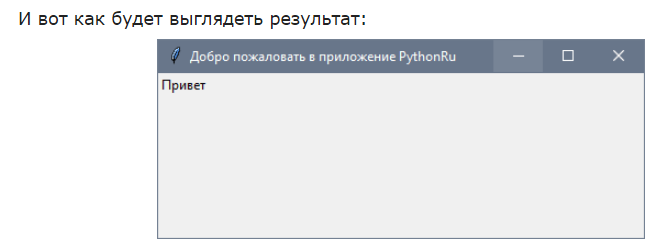 И вот как будет выглядеть результат:
Добро пожаловать в приложение PythonRu
Привет